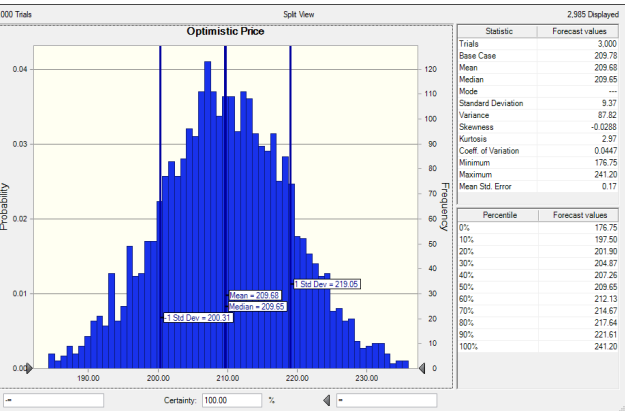 000 Trials Split View 2,985 Displayed
Optimistic Price
0.04
0.03
0.02
0.01
0.00
Probability
120
110
100
90
80
70
60
50
40
30
20
10
0
Frequency
1 Std Dev = 219.05
Mean = 209.68
Median = 209.65
-1 Std Dev = 200.31
190.00 200.00 210.00 220.00 230.00
Certainty: 100.00 %
Statistic Forecast values
Trials 3,000
Base Case 209.78
Mean 209.68
Median 209.65
Mode ---
Standard Deviation 9.37
Variance 87.82
Skewness -0.0288
Kurtosis 2.97
Coeff. of Variation 0.0447
Minimum 176.75
Maximum 241.20
Mean Std. Error 0.17
Percentile Forecast values
0% 176.75
10% 197.50
20% 201.90
30% 204.87
40% 207.26
50% 209.65
60% 212.13
70% 214.67
80% 217.64
90% 221.61
100% 241.20